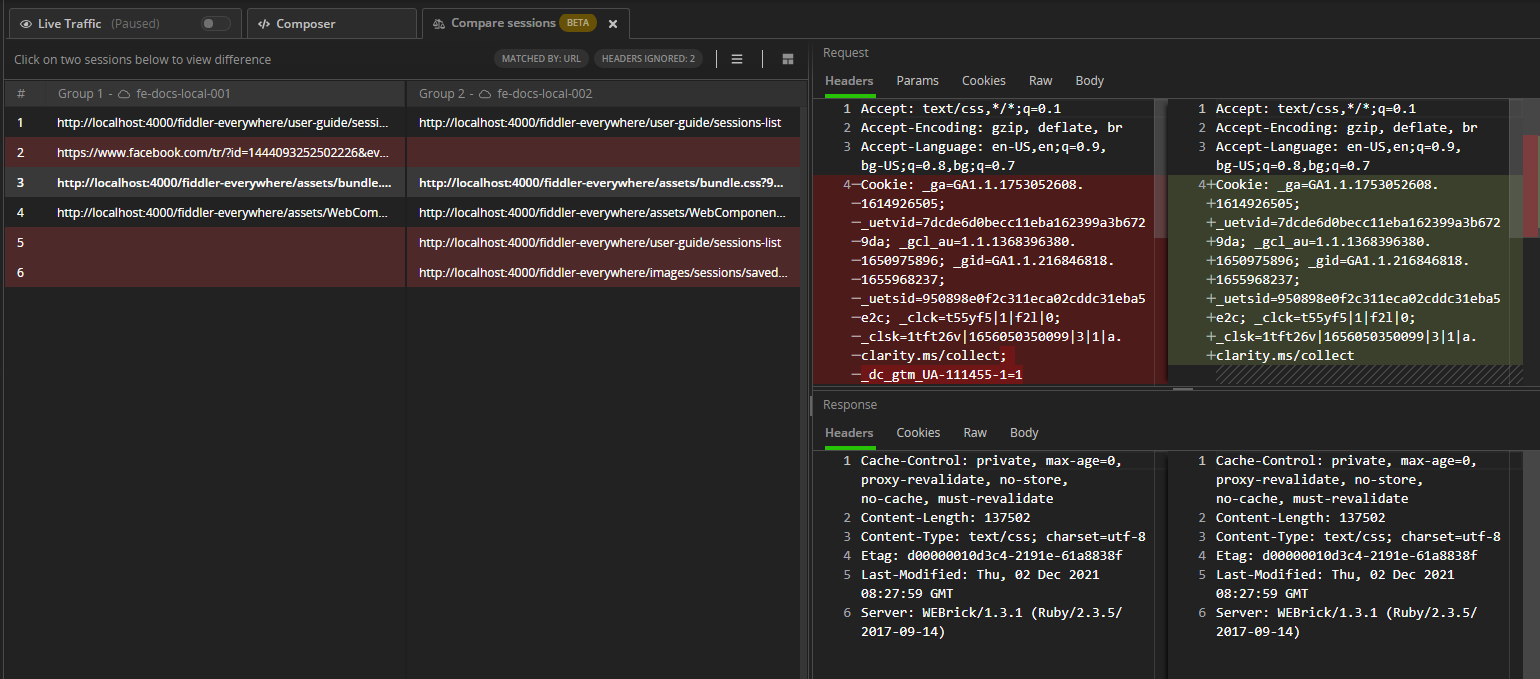 Live Traffic (Paused)
Composer
Compare sessions BETA
Click on two sessions below to view difference
MATCHED BY: URL
HEADERS IGNORED: 2
# Group 1 - fe-docs-local-001 Group 2 - fe-docs-local-002
1 http://localhost:4000/fiddler-everywhere/user-guide/sessi... http://localhost:4000/fiddler-everywhere/user-guide/sessions-list
2 https://www.facebook.com/tr/?id=1444093252502226&ev...
3 http://localhost:4000/fiddler-everywhere/assets/bundle.... http://localhost:4000/fiddler-everywhere/assets/bundle.css?9...
4 http://localhost:4000/fiddler-everywhere/assets/WebCom... http://localhost:4000/fiddler-everywhere/assets/WebComponen...
5 http://localhost:4000/fiddler-everywhere/user-guide/sessions-list
6 http://localhost:4000/fiddler-everywhere/images/sessions/saved...
Request
Headers Params Cookies Raw Body
1 Accept: text/css,*/*;q=0.1
2 Accept-Encoding: gzip, deflate, br
3 Accept-Language: en-US,en;q=0.9,
bg-US;q=0.8,bg;q=0.7
4—Cookie: _ga=GA1.1.1753052608.
—1614926505;
—_uetvid=7dcde6d0becc11eba162399a3b672
—9da; _gcl_au=1.1.1368396380.
—1650975896; _gid=GA1.1.216846818.
—1655968237;
—_uetsid=950898e0f2c311eca02cddc31eba5
—e2c; _clck=t55yf5|1|f2l|0;
—_clsk=1tft26v|1656050350099|3|1|a.
—clarity.ms/collect;
—_dc_gtm_UA-111455-1=1
1 Accept: text/css,*/*;q=0.1
2 Accept-Encoding: gzip, deflate, br
3 Accept-Language: en-US,en;q=0.9,
bg-US;q=0.8,bg;q=0.7
4+Cookie: _ga=GA1.1.1753052608.
+1614926505;
+_uetvid=7dcde6d0becc11eba162399a3b672
+9da; _gcl_au=1.1.1368396380.
+1650975896; _gid=GA1.1.216846818.
+1655968237;
+_uetsid=950898e0f2c311eca02cddc31eba5
+e2c; _clck=t55yf5|1|f2l|0;
+_clsk=1tft26v|1656050350099|3|1|a.
+clarity.ms/collect
Response
Headers Cookies Raw Body
1 Cache-Control: private, max-age=0,
proxy-revalidate, no-store,
no-cache, must-revalidate
2 Content-Length: 137502
3 Content-Type: text/css; charset=utf-8
4 Etag: d00000010d3c4-2191e-61a8838f
5 Last-Modified: Thu, 02 Dec 2021
08:27:59 GMT
6 Server: WEBrick/1.3.1 (Ruby/2.3.5/
2017-09-14)
1 Cache-Control: private, max-age=0,
proxy-revalidate, no-store,
no-cache, must-revalidate
2 Content-Length: 137502
3 Content-Type: text/css; charset=utf-8
4 Etag: d00000010d3c4-2191e-61a8838f
5 Last-Modified: Thu, 02 Dec 2021
08:27:59 GMT
6 Server: WEBrick/1.3.1 (Ruby/2.3.5/
2017-09-14)